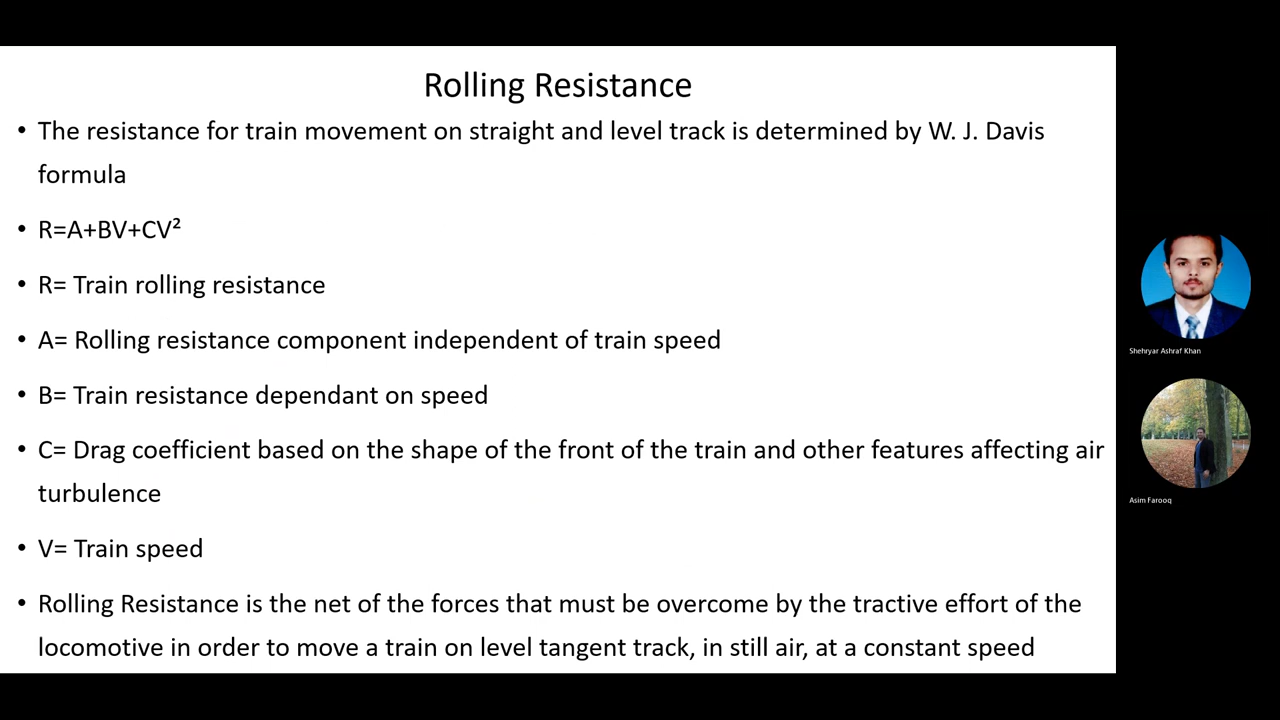 Rolling Resistance
• The resistance for train movement on straight and level track is determined by W. J. Davis
formula
• R=A+BV+CV²
• R= Train rolling resistance
• A= Rolling resistance component independent of train speed
• B= Train resistance dependant on speed
• C= Drag coefficient based on the shape of the front of the train and other features affecting air
turbulence
• V= Train speed
• Rolling Resistance is the net of the forces that must be overcome by the tractive effort of the
locomotive in order to move a train on level tangent track, in still air, at a constant speed
Shehryar Ashraf Khan
Asim Farooq